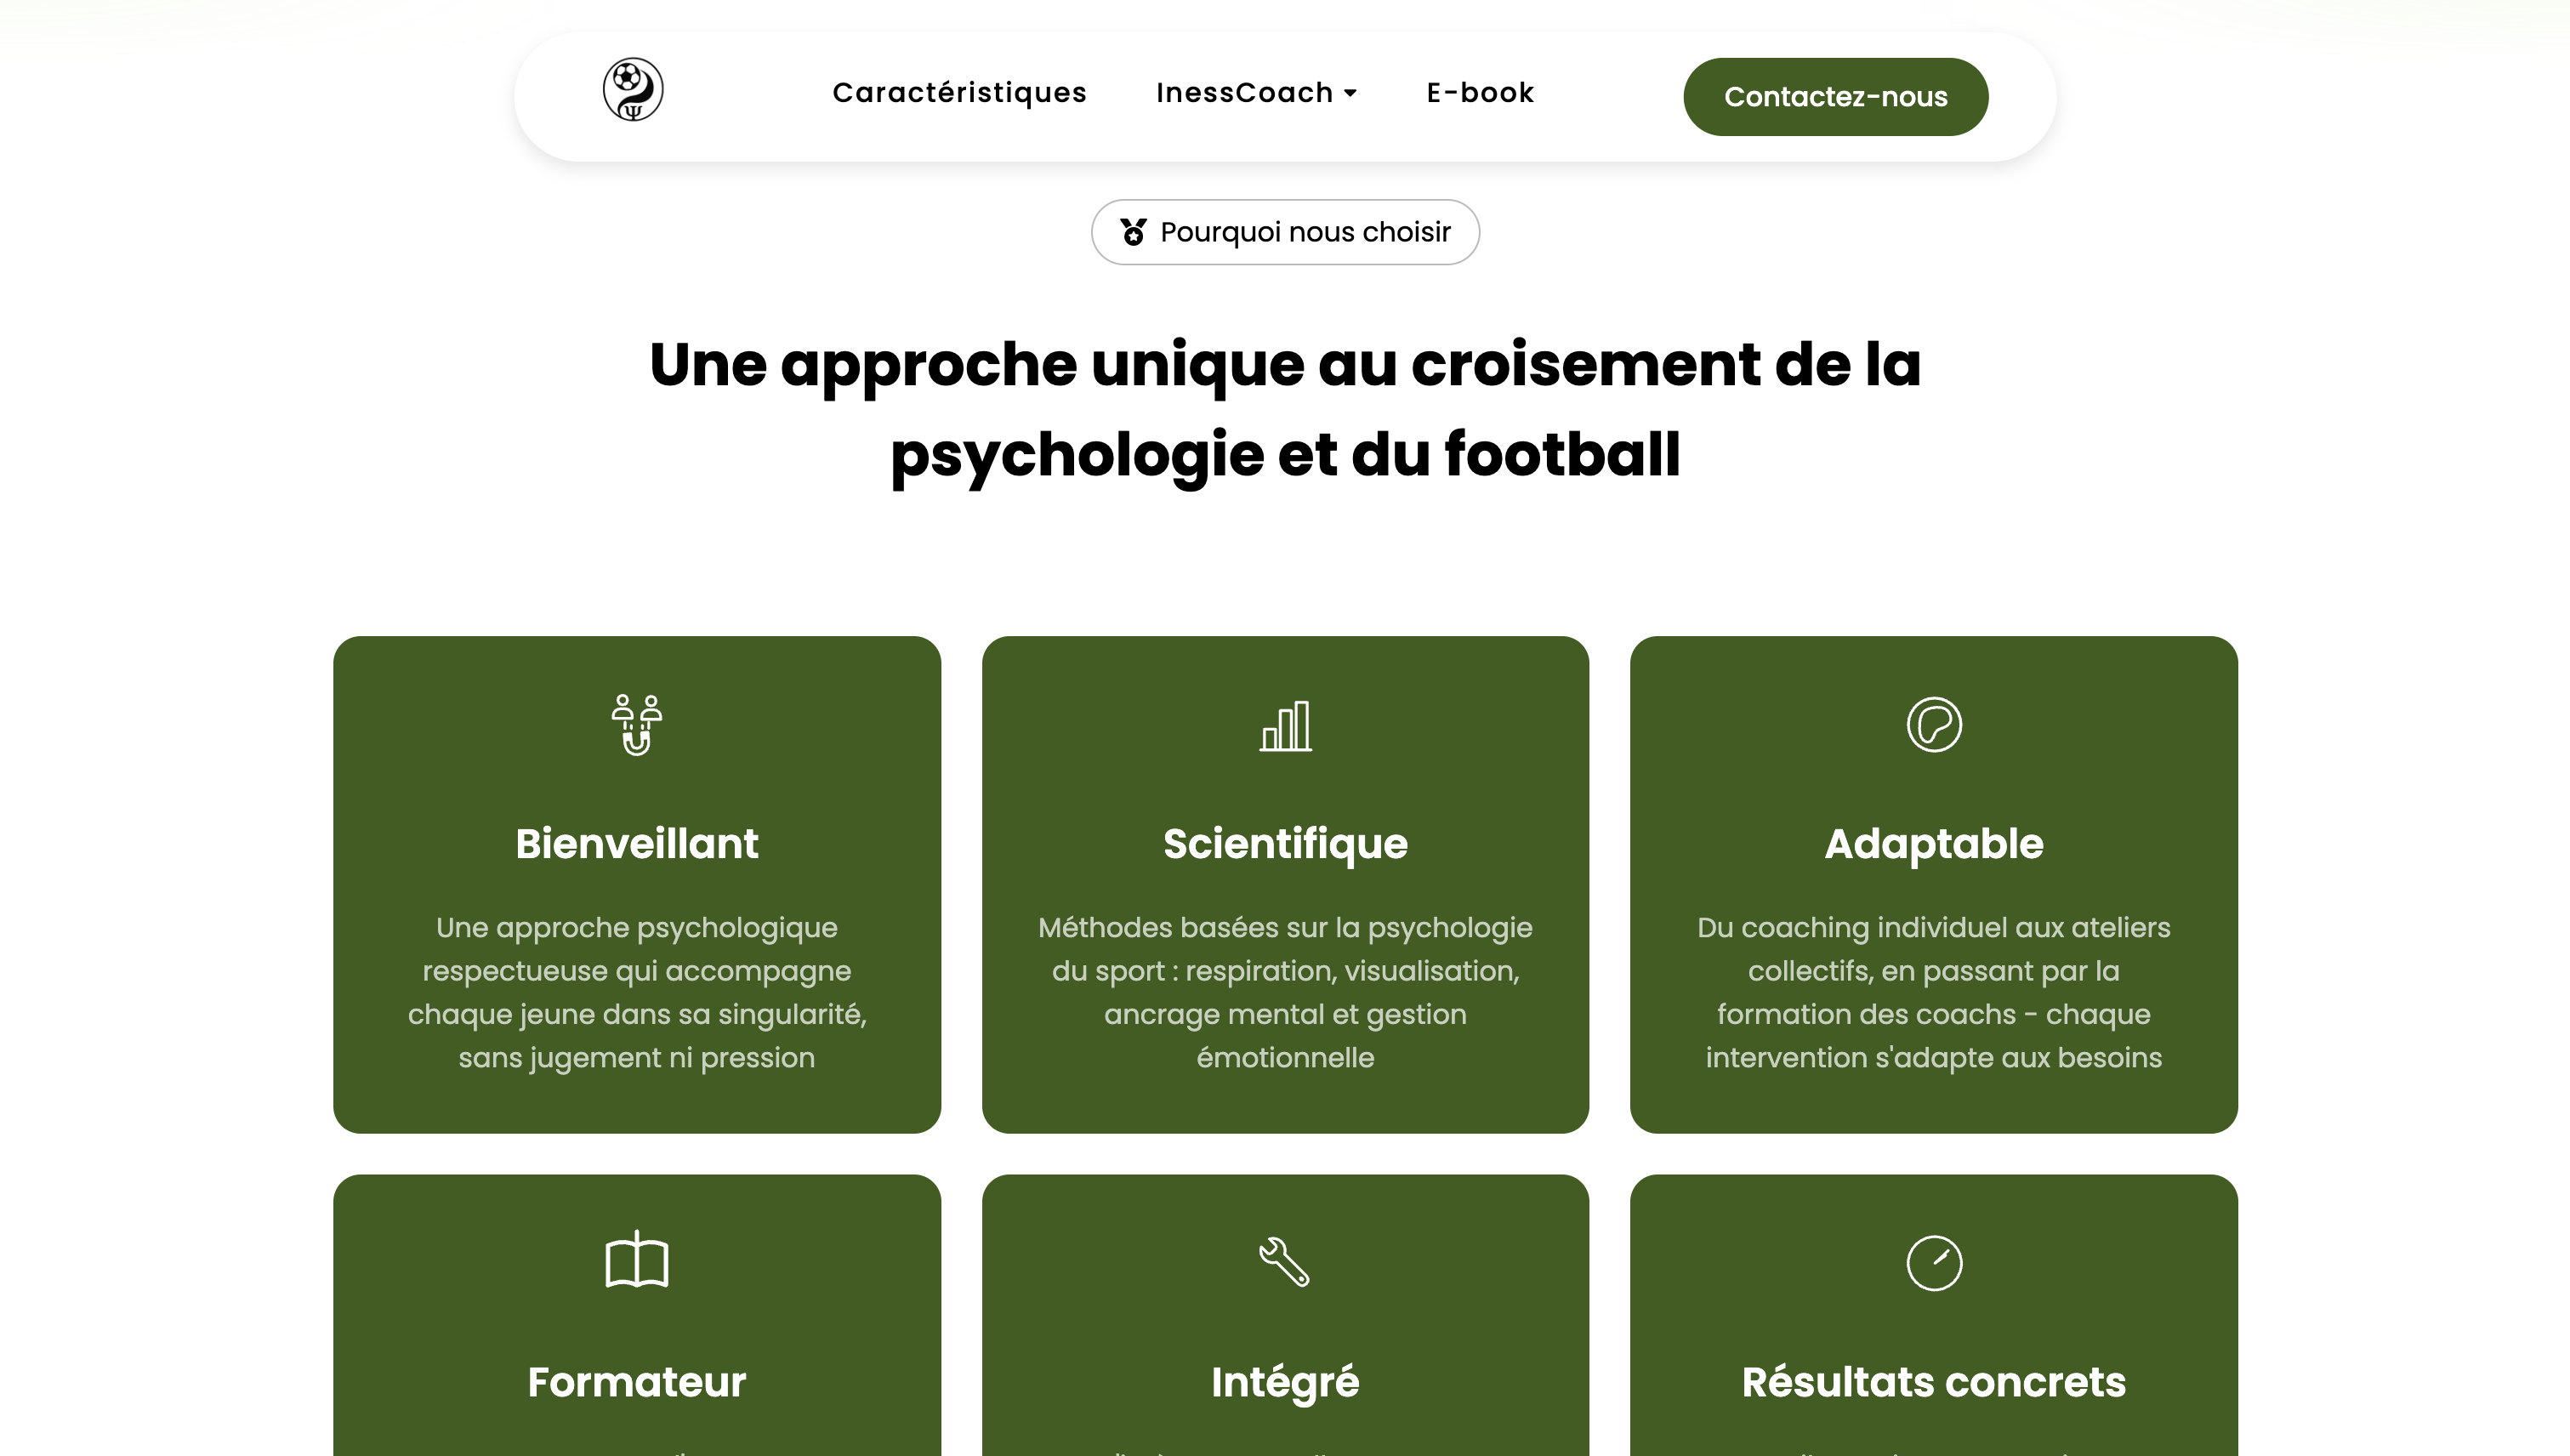 Caractéristiques
InessCoach
E-book
Contactez-nous
Pourquoi nous choisir
Une approche unique au croisement de la
psychologie et du football
Bienveillant
Une approche psychologique
respectueuse qui accompagne
chaque jeune dans sa singularité,
sans jugement ni pression
Scientifique
Méthodes basées sur la psychologie
du sport : respiration, visualisation,
ancrage mental et gestion
émotionnelle
Adaptable
Du coaching individuel aux ateliers
collectifs, en passant par la
formation des coachs - chaque
intervention s'adapte aux besoins
Formateur
Intégré
Résultats concrets